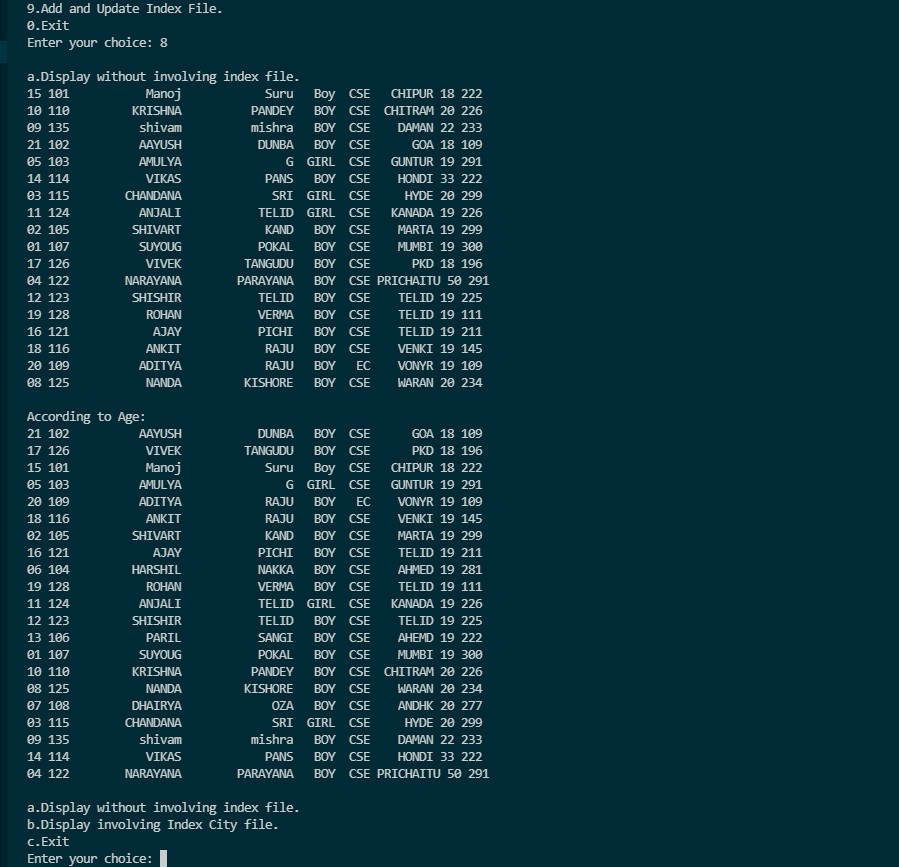 9.Add and Update Index File.
0.Exit
Enter your choice: 8
a.Display without involving index file.
15 101 Manoj Suru Boy CSE CHIPUR 18 222
10 110 KRISHNA PANDEY BOY CSE CHITRAM 20 226
09 135 shivam mishra BOY CSE DAMAN 22 233
21 102 AAYUSH DUNBA BOY CSE GOA 18 109
05 103 AMULYA G GIRL CSE GUNTUR 19 291
14 114 VIKAS PANS BOY CSE HONDI 33 222
03 115 CHANDANA SRI GIRL CSE HYDE 20 299
11 124 ANJALI TELID GIRL CSE KANADA 19 226
02 105 SHIVART KAND BOY CSE MARTA 19 299
01 107 SUYOUG POKAL BOY CSE MUMBI 19 300
17 126 VIVEK TANGUDU BOY CSE PKD 18 196
04 122 NARAYANA PARAYANA BOY CSE PRICHAITU 50 291
12 123 SHISHIR TELID BOY CSE TELID 19 225
19 128 ROHAN VERMA BOY CSE TELID 19 111
16 121 AJAY PICHI BOY CSE TELID 19 211
18 116 ANKIT RAJU BOY CSE VENKI 19 145
20 109 ADITYA RAJU BOY EC VONYR 19 109
08 125 NANDA KISHORE BOY CSE WARAN 20 234
According to Age:
21 102 AAYUSH DUNBA BOY CSE GOA 18 109
17 126 VIVEK TANGUDU BOY CSE PKD 18 196
15 101 Manoj Suru Boy CSE CHIPUR 18 222
05 103 AMULYA G GIRL CSE GUNTUR 19 291
20 109 ADITYA RAJU BOY EC VONYR 19 109
18 116 ANKIT RAJU BOY CSE VENKI 19 145
02 105 SHIVART KAND BOY CSE MARTA 19 299
16 121 AJAY PICHI BOY CSE TELID 19 211
06 104 HARSHIL NAKKA BOY CSE AHMED 19 281
19 128 ROHAN VERMA BOY CSE TELID 19 111
11 124 ANJALI TELID GIRL CSE KANADA 19 226
12 123 SHISHIR TELID BOY CSE TELID 19 225
13 106 PARIL SANGI BOY CSE AHEMD 19 222
01 107 SUYOUG POKAL BOY CSE MUMBI 19 300
10 110 KRISHNA PANDEY BOY CSE CHITRAM 20 226
08 125 NANDA KISHORE BOY CSE WARAN 20 234
07 108 DHAIRYA OZA BOY CSE ANDHK 20 277
03 115 CHANDANA SRI GIRL CSE HYDE 20 299
09 135 shivam mishra BOY CSE DAMAN 22 233
14 114 VIKAS PANS BOY CSE HONDI 33 222
04 122 NARAYANA PARAYANA BOY CSE PRICHAITU 50 291
a.Display without involving index file.
b.Display involving Index City file.
c.Exit
Enter your choice: